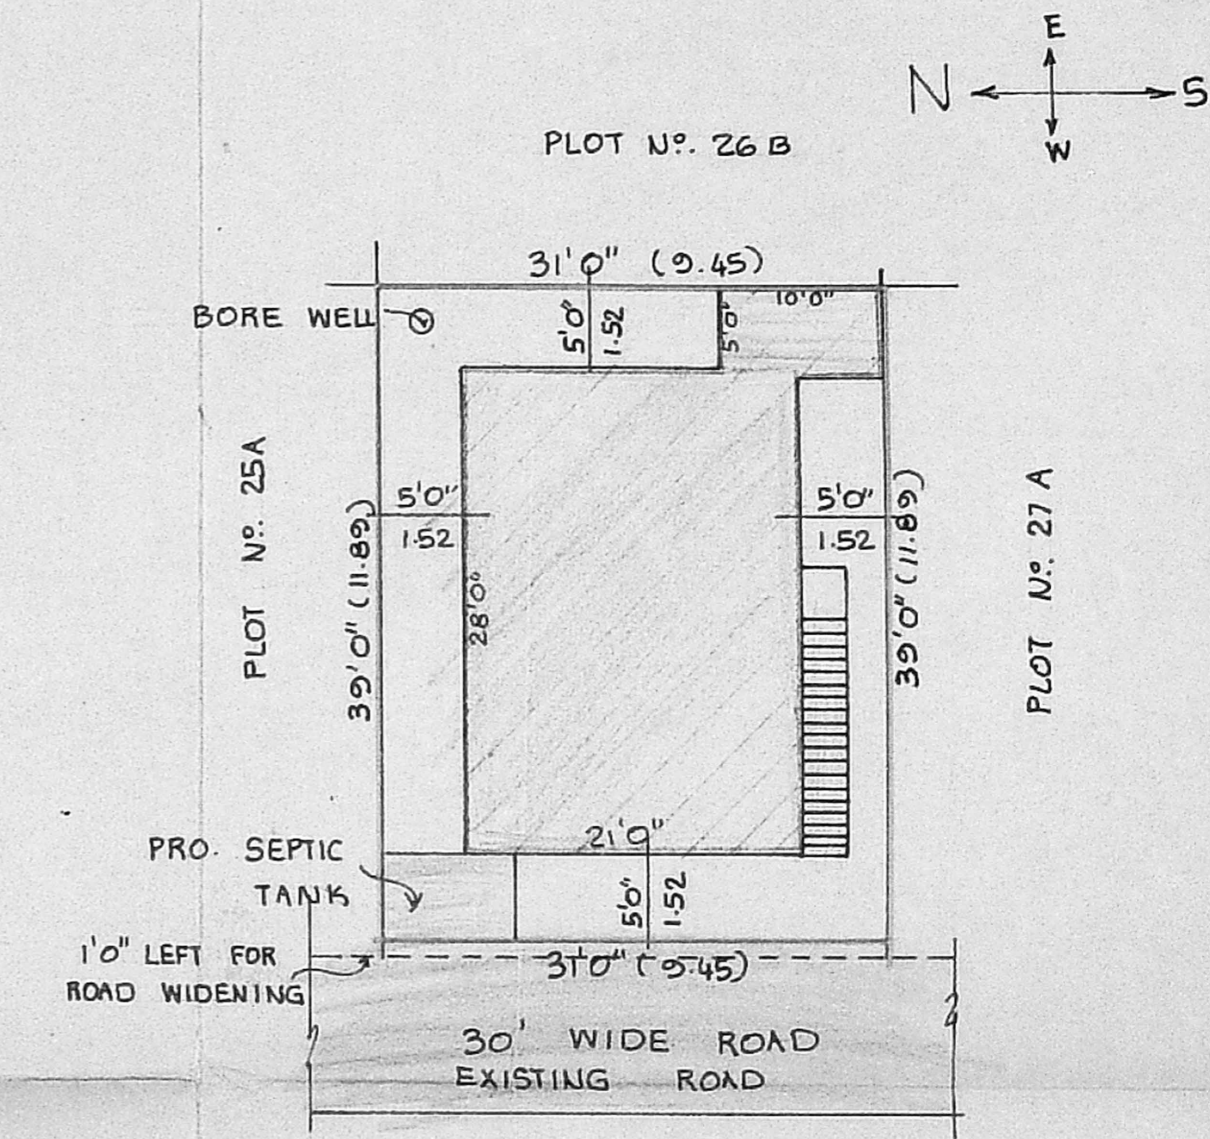 E
N S
W
PLOT Nº. 26 B
31'0" (9.45)
BORE WELL
5'0"
1.52
5'0"
10'0"
PLOT Nº. 25A
39'0" (11.89)
5'0"
1.52
28'0"
5'0"
1.52
39'0" (11.89)
PLOT Nº. 27 A
21'0"
PRO. SEPTIC
TANK
5'0"
1.52
1'0" LEFT FOR
ROAD WIDENING
31'0" (9.45)
30' WIDE ROAD
EXISTING ROAD